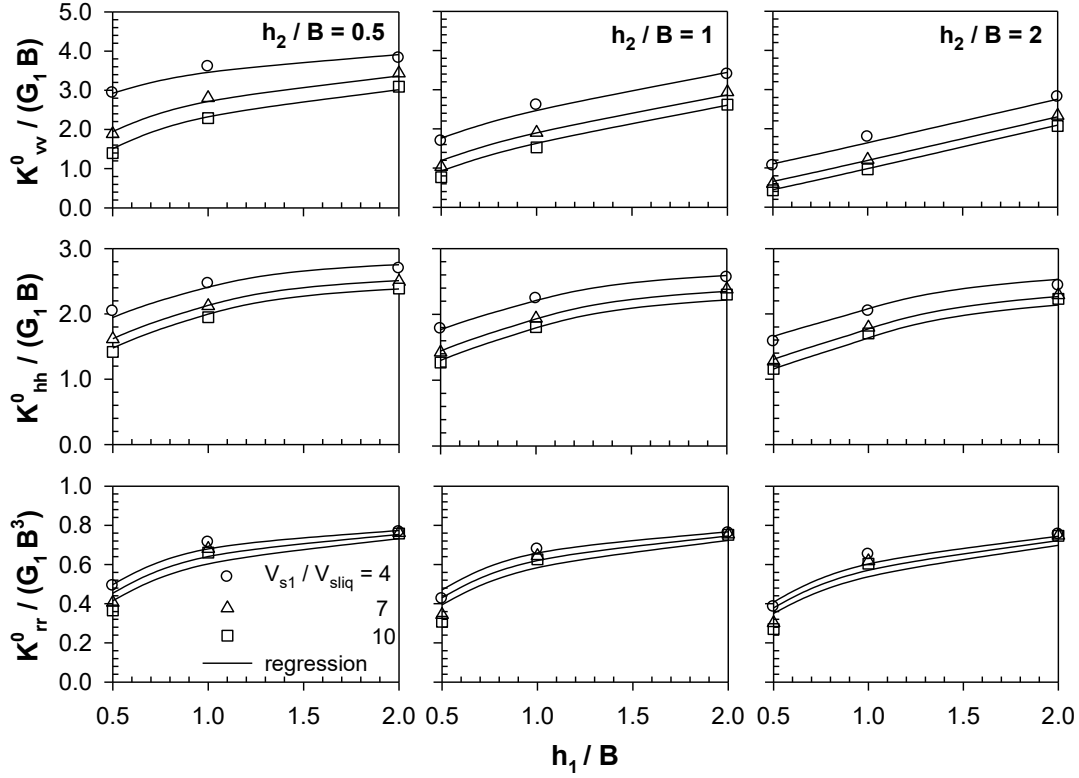 h2 / B = 0.5
h2 / B = 1
h2 / B = 2
K0vv / (G1 B)
5.0
4.0
3.0
2.0
1.0
0.0
K0hh / (G1 B)
3.0
2.0
1.0
0.0
K0rr / (G1 B3)
1.0
0.8
0.6
0.4
0.2
0.0
Vs1 / Vsliq = 4
7
10
regression
0.5 1.0 1.5 2.0
0.5 1.0 1.5 2.0
0.5 1.0 1.5 2.0
h1 / B